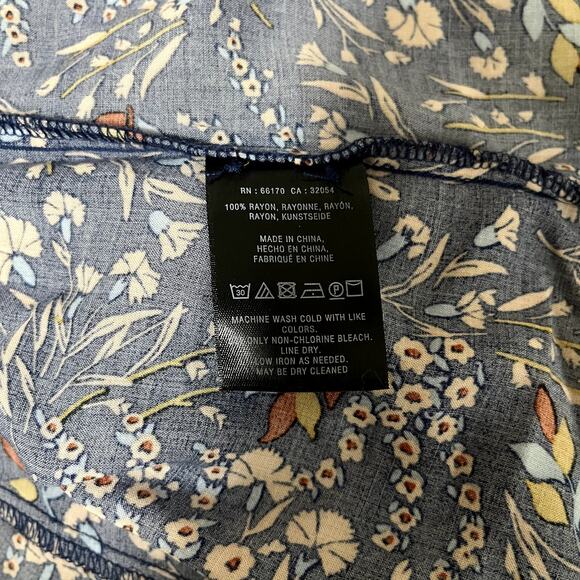 RN : 66170 CA : 32054
100% RAYON, RAYONNE, RAYÓN,
RAYON, KUNSTSEIDE
MADE IN CHINA,
HECHO EN CHINA,
FABRIQUÉ EN CHINE
30 P
MACHINE WASH COLD WITH LIKE
COLORS.
ONLY NON-CHLORINE BLEACH.
LINE DRY.
LOW IRON AS NEEDED.
MAY BE DRY CLEANED